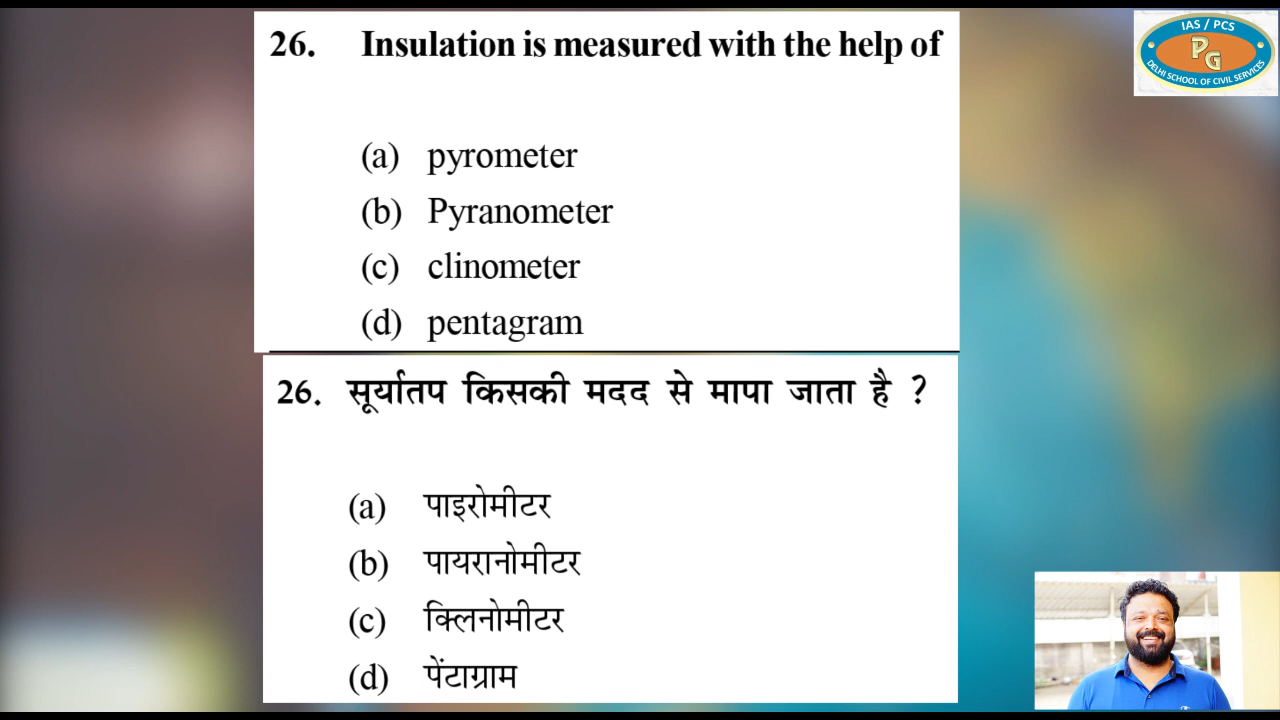 26. Insulation is measured with the help of
(a) pyrometer
(b) Pyranometer
(c) clinometer
(d) pentagram
26. सूर्यातप किसकी मदद से मापा जाता है ?
(a) पाइरोमीटर
(b) पायरानोमीटर
(c) क्लिनोमीटर
(d) पेंटाग्राम
IAS / PCS
PG
DELHI SCHOOL OF CIVIL SERVICES